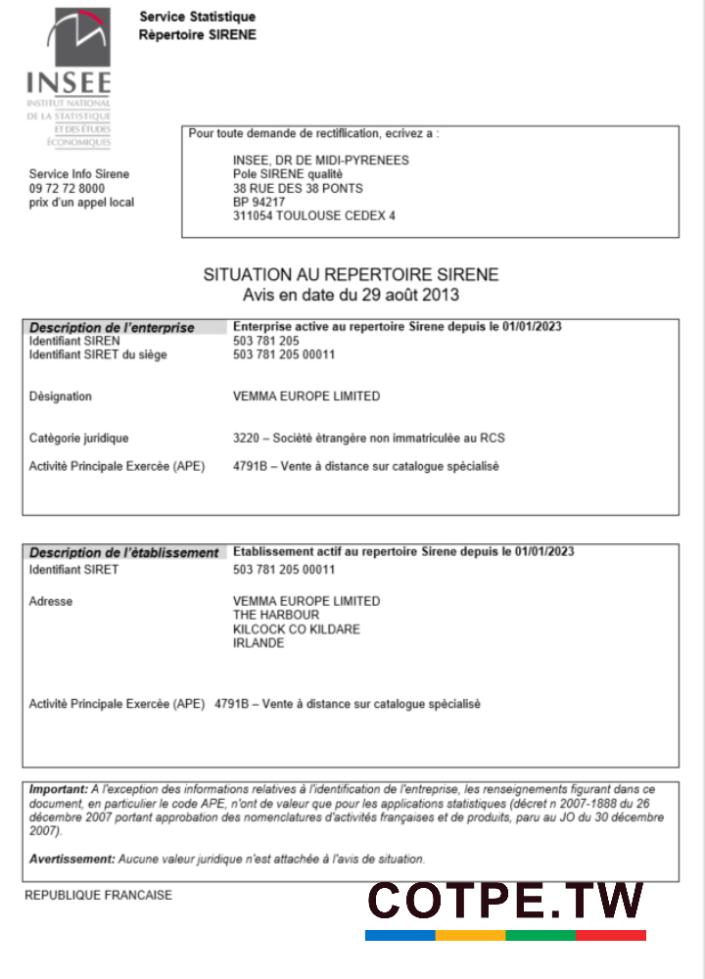 Service Statistique
Rèpertoire SIRENE
INSEE
INSTITUT NATIONAL
DE LA STATISTIQUE
ET DES ÉTUDES
ÉCONOMIQUES
Pour toute demande de rectiflication, ecrivez a :
INSEE, DR DE MIDI-PYRENEES
Pole SIRENE qualitè
38 RUE DES 38 PONTS
BP 94217
311054 TOULOUSE CEDEX 4
Service Info Sirene
09 72 72 8000
prix d'un appel local
SITUATION AU REPERTOIRE SIRENE
Avis en date du 29 août 2013
Description de l'enterprise Enterprise active au repertoire Sirene depuis le 01/01/2023
Identifiant SIREN 503 781 205
Identifiant SIRET du siège 503 781 205 00011
Dèsignation VEMMA EUROPE LIMITED
Catègorie juridique 3220 – Sociètè ètrangère non immatriculèe au RCS
Activitè Principale Exercèe (APE) 4791B – Vente à distance sur catalogue spècialisè
Description de l'ètablissement Etablissement actif au repertoire Sirene depuis le 01/01/2023
Identifiant SIRET 503 781 205 00011
Adresse VEMMA EUROPE LIMITED
THE HARBOUR
KILCOCK CO KILDARE
IRLANDE
Activitè Principale Exercèe (APE) 4791B – Vente à distance sur catalogue spècialisè
Important: A l'exception des informations relatives à l'identification de l'entreprise, les renseignements figurant dans ce
document, en particulier le code APE, n'ont de valeur que pour les applications statistiques (décret n 2007-1888 du 26
décembre 2007 portant approbation des nomenclatures d'activités françaises et de produits, paru au JO du 30 décembre
2007).
Avertissement: Aucune valeur juridique n'est attachée à l'avis de situation.
REPUBLIQUE FRANCAISE
COTPE.TW